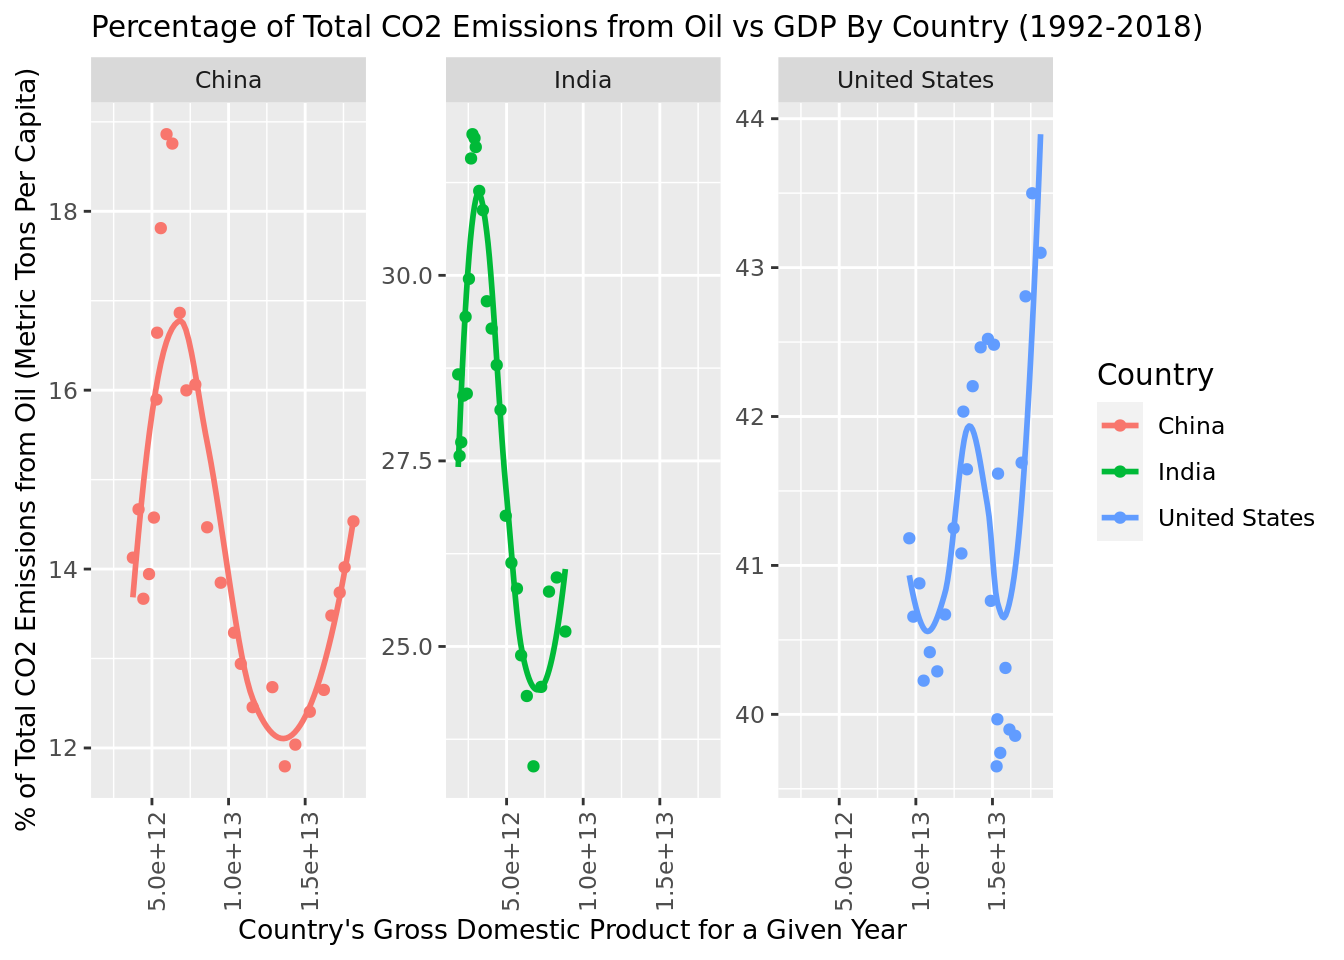 Percentage of Total CO2 Emissions from Oil vs GDP By Country (1992-2018)
China
India
United States
% of Total CO2 Emissions from Oil (Metric Tons Per Capita)
18
16
14
12
30.0
27.5
25.0
44
43
42
41
40
5.0e+12
1.0e+13
1.5e+13
5.0e+12
1.0e+13
1.5e+13
5.0e+12
1.0e+13
1.5e+13
Country's Gross Domestic Product for a Given Year
Country
China
India
United States